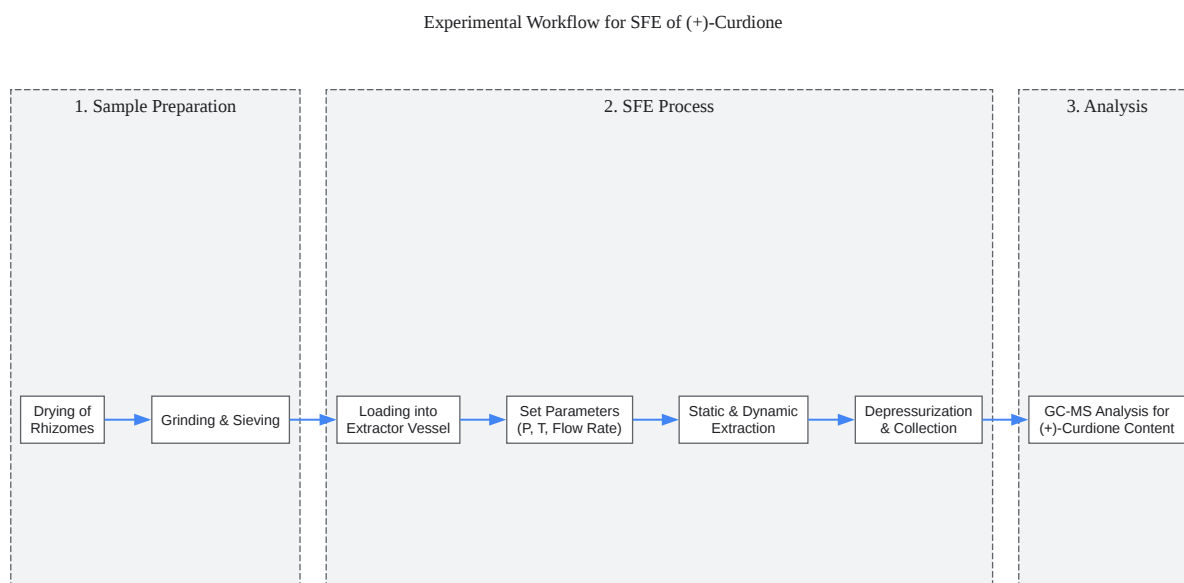 Experimental Workflow for SFE of (+)-Curdione
1. Sample Preparation
2. SFE Process
3. Analysis
Drying of
Rhizomes
Grinding & Sieving
Loading into
Extractor Vessel
Set Parameters
(P, T, Flow Rate)
Static & Dynamic
Extraction
Depressurization
& Collection
GC-MS Analysis for
(+)-Curdione Content